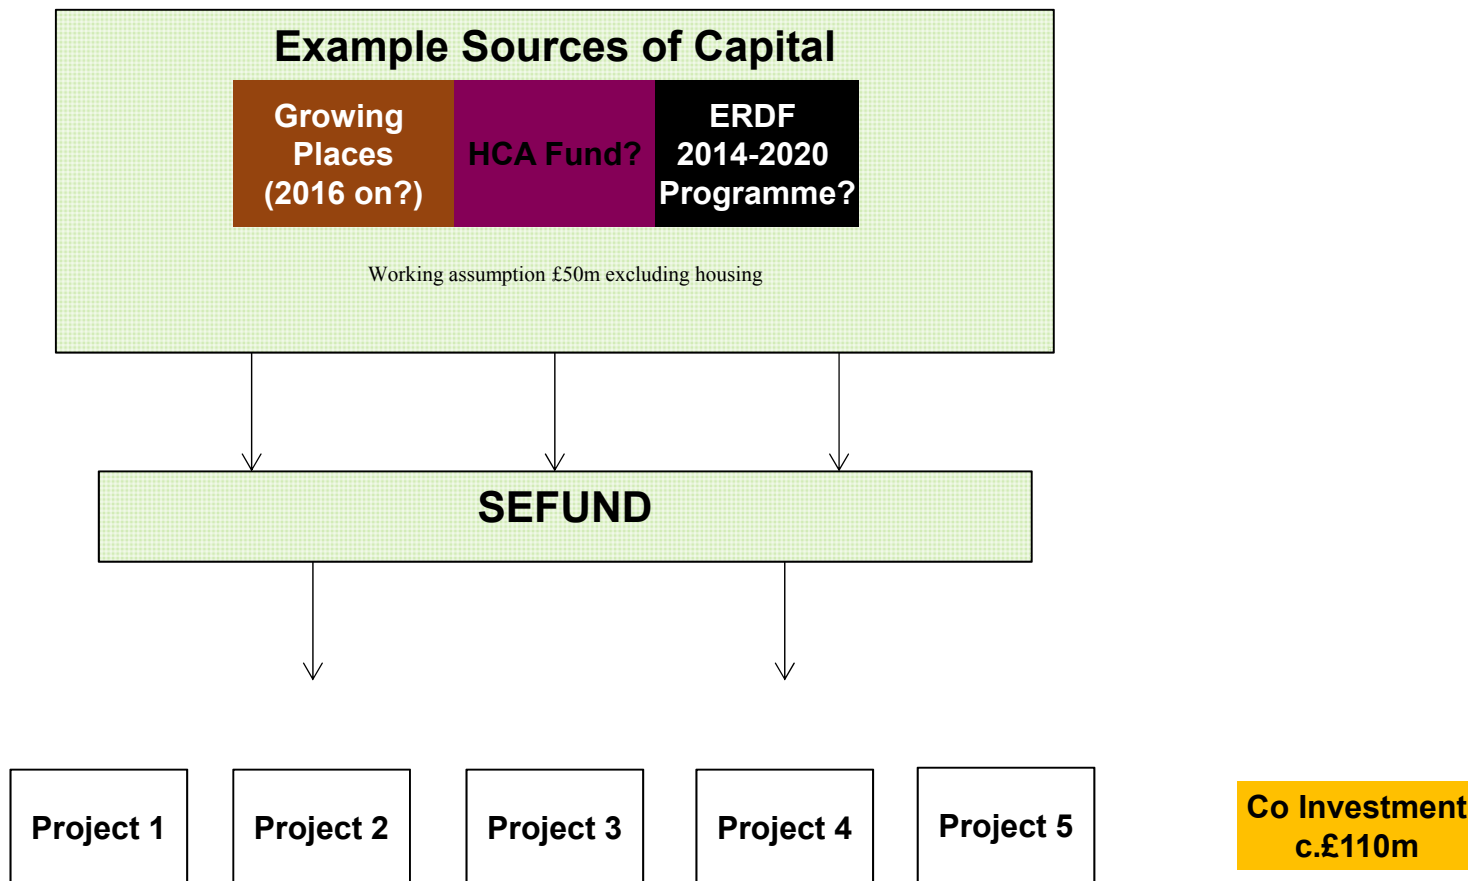 Example Sources of Capital
Growing
Places
(2016 on?)
HCA Fund?
ERDF
2014-2020
Programme?
Working assumption £50m excluding housing
SEFUND
Project 1
Project 2
Project 3
Project 4
Project 5
Co Investment
c.£110m